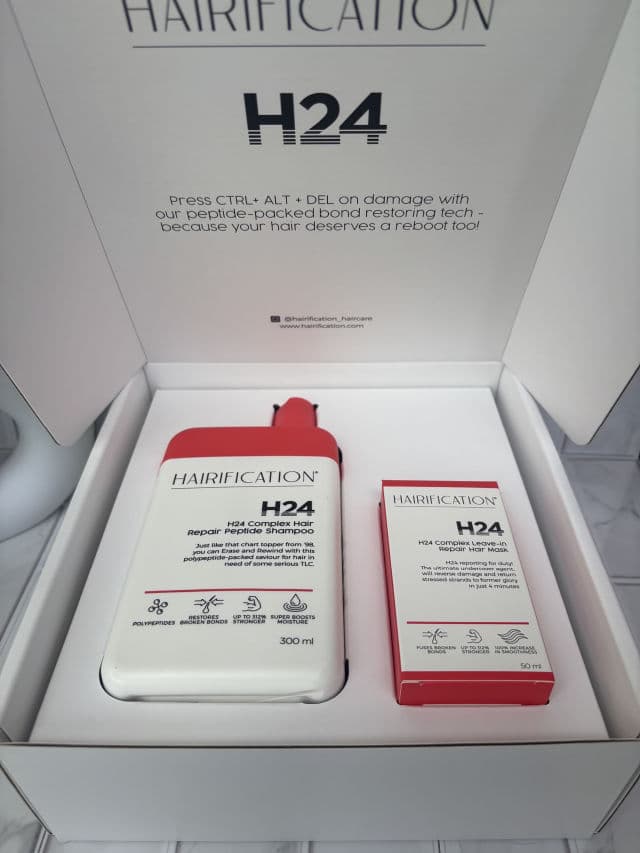 HAIRIFICATION
H24
Press CTRL+ ALT + DEL on damage with
our peptide-packed bond restoring tech -
because your hair deserves a reboot too!
@hairification_haircare
www.hairification.com
HAIRIFICATION®
H24
H24 Complex Hair
Repair Peptide Shampoo
Just like that chart topper from '98,
you can Erase and Rewind with this
polypeptide-packed saviour for hair in
need of some serious TLC.
POLYPEPTIDES
RESTORES
BROKEN BONDS
UP TO 312%
STRONGER
SUPER BOOSTS
MOISTURE
300 ml
HAIRIFICATION®
H24
H24 Complex Leave-in
Repair Hair Mask
H24 reporting for duty!
The ultimate undercover agent,
will reverse damage and return
stressed strands to former glory
in just 4 minutes
FUSES BROKEN
BONDS
UP TO 312%
STRONGER
100% INCREASE
IN SMOOTHNESS
50 ml